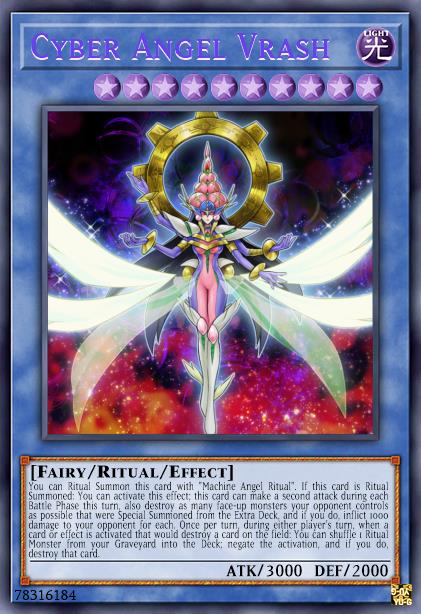 CYBER ANGEL VRASH
LIGHT
光
[FAIRY/RITUAL/EFFECT]
You can Ritual Summon this card with "Machine Angel Ritual". If this card is Ritual
Summoned: You can activate this effect; this card can make a second attack during each
Battle Phase this turn, also destroy as many face-up monsters your opponent controls
as possible that were Special Summoned from the Extra Deck, and if you do, inflict 1000
damage to your opponent for each. Once per turn, during either player's turn, when a
card or effect is activated that would destroy a card on the field: You can shuffle 1 Ritual
Monster from your Graveyard into the Deck; negate the activation, and if you do,
destroy that card.
ATK/3000 DEF/2000
78316184